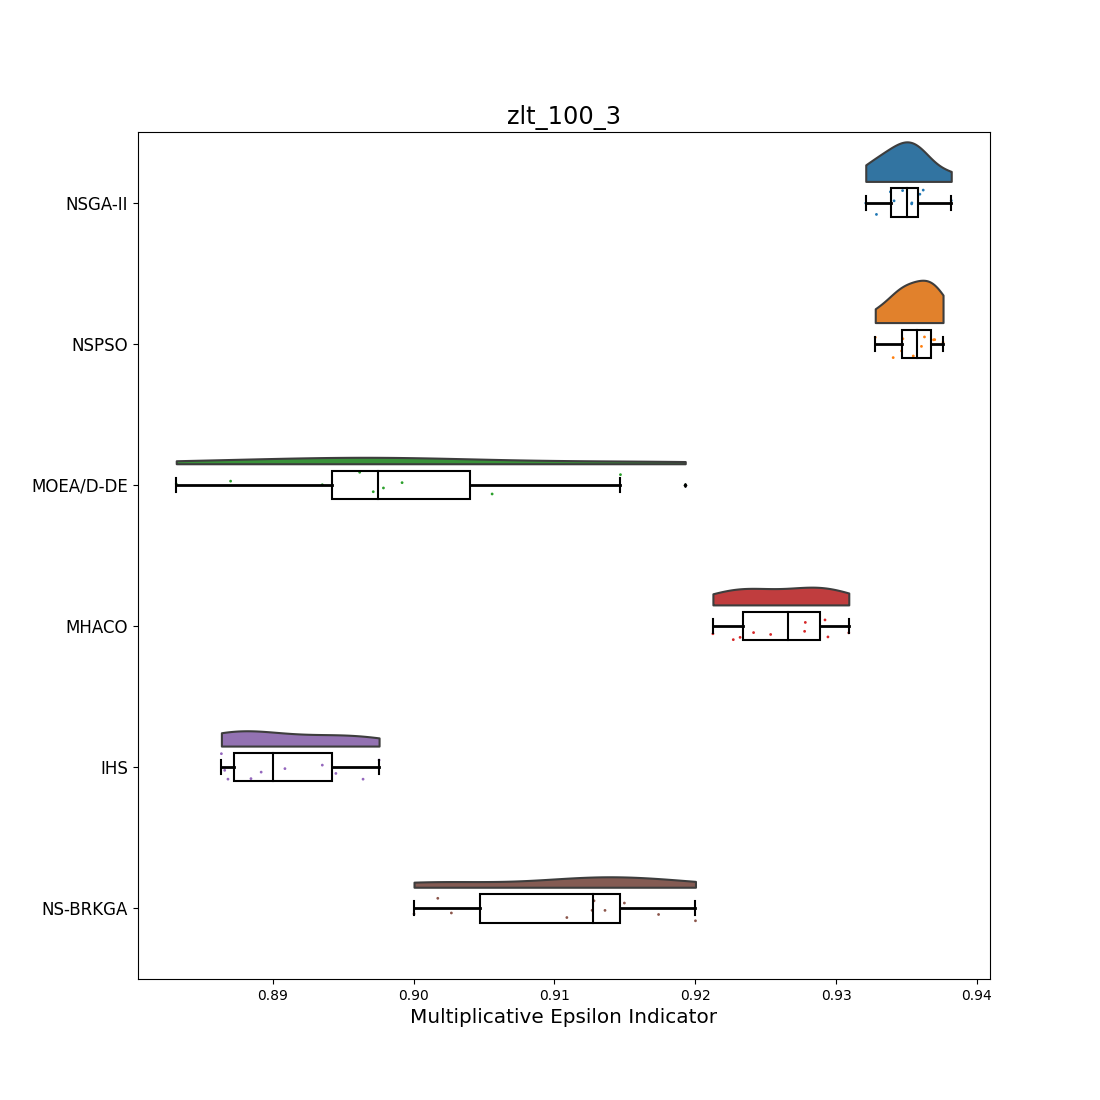 zlt_100_3
NSGA-II
NSPSO
MOEA/D-DE
MHACO
IHS
NS-BRKGA
0.89 0.90 0.91 0.92 0.93 0.94
Multiplicative Epsilon Indicator